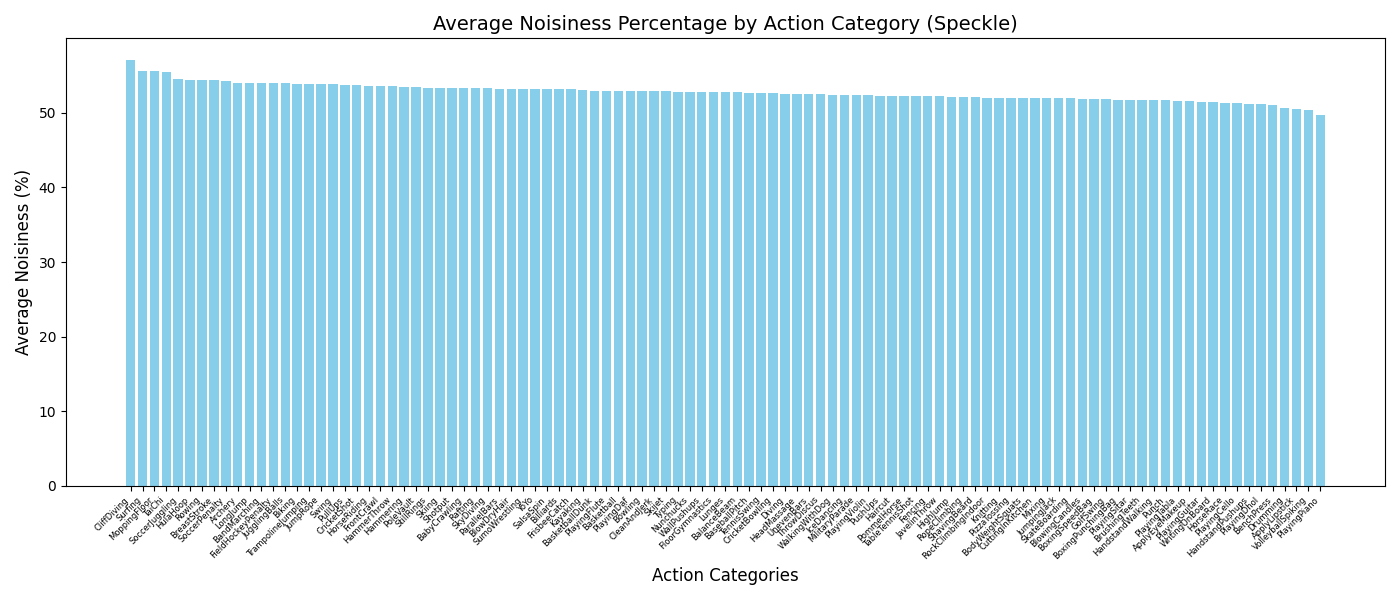 Average Noisiness Percentage by Action Category (Speckle)
Average Noisiness (%)
50
40
30
20
10
0
CliffDiving
Surfing
MoppingFloor
TaiChi
SoccerJuggling
HulaHoop
Rowing
BreastStroke
SoccerPenalty
Archery
LongJump
BandMarching
FieldHockeyPenalty
JugglingBalls
Biking
TrampolineJumping
JumpRope
Swing
PullUps
CricketShot
HorseRiding
FrontCrawl
HammerThrow
Hammering
PoleVault
StillRings
Skiing
Shotput
BabyCrawling
Rafting
SkyDiving
ParallelBars
BlowDryHair
SumoWrestling
YoYo
SalsaSpin
Billiards
FrisbeeCatch
Kayaking
BasketballDunk
PlayingFlute
Basketball
PlayingDaf
Bowling
CleanAndJerk
SkiJet
Typing
Nunchucks
WallPushups
FloorGymnastics
Lunges
BalanceBeam
BaseballPitch
TennisSwing
CricketBowling
Diving
HeadMassage
UnevenBars
ThrowDiscus
WalkingWithDog
IceDancing
MilitaryParade
PlayingViolin
PushUps
Haircut
PommelHorse
TableTennisShot
Fencing
JavelinThrow
HighJump
RopeClimbing
ShavingBeard
RockClimbingIndoor
Knitting
PizzaTossing
BodyWeightSquats
CuttingInKitchen
Mixing
JumpingJack
SkateBoarding
BlowingCandles
BoxingSpeedBag
GolfSwing
BoxingPunchingBag
PlayingSitar
BrushingTeeth
HandstandWalking
Punch
PlayingTabla
ApplyEyeMakeup
PlayingGuitar
WritingOnBoard
HorseRace
PlayingCello
HandstandPushups
PlayingDhol
BenchPress
Drumming
ApplyLipstick
VolleyballSpiking
PlayingPiano
Action Categories